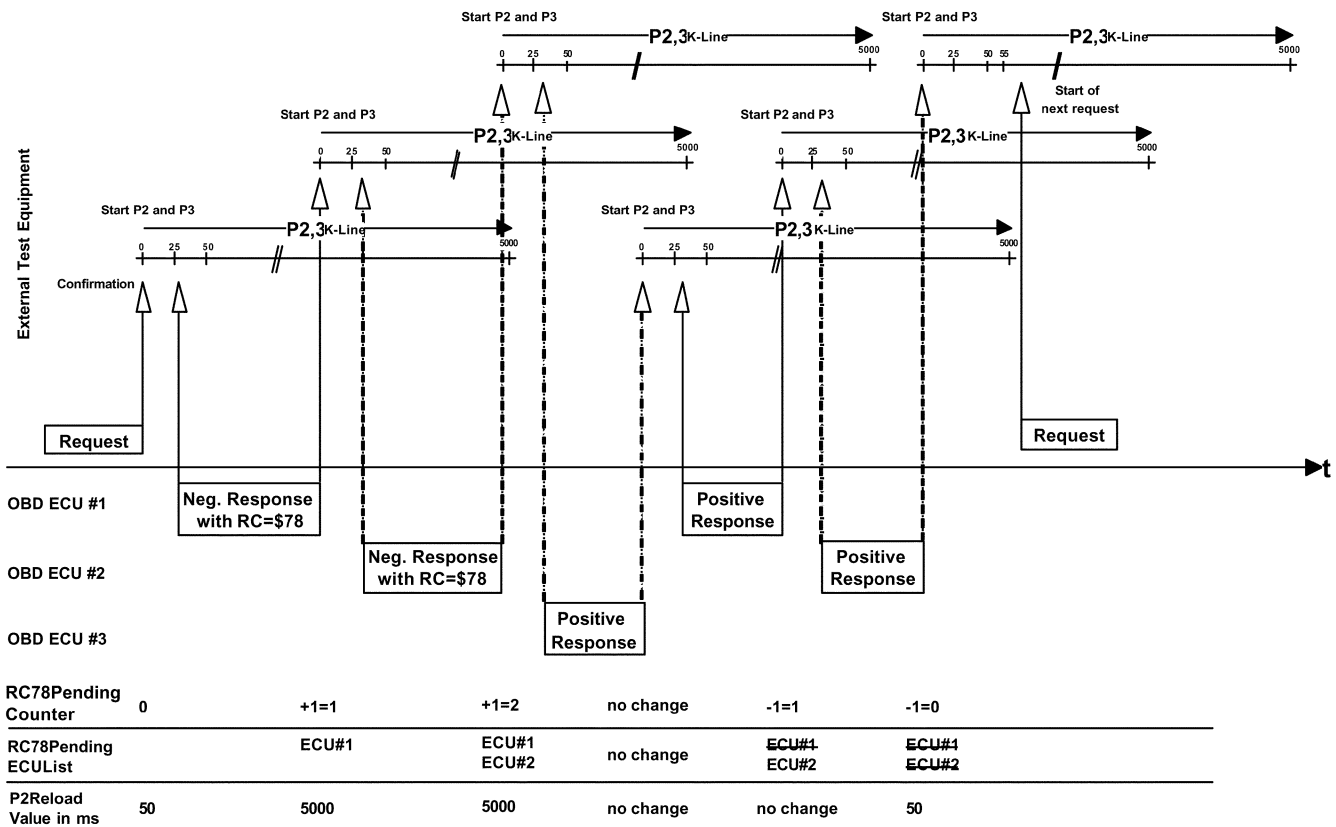 Start P2 and P3
P2,3K-Line
0 25 50 5000
Start P2 and P3
P2,3K-Line
0 25 50 55 5000
Start of
next request
Start P2 and P3
P2,3K-Line
0 25 50 5000
Start P2 and P3
P2,3K-Line
0 25 50 5000
Start P2 and P3
P2,3K-Line
0 25 50 5000
Start P2 and P3
P2,3K-Line
0 25 50 5000
External Test Equipment
Confirmation
Request
Request
t
OBD ECU #1
Neg. Response
with RC=$78
Positive
Response
OBD ECU #2
Neg. Response
with RC=$78
Positive
Response
OBD ECU #3
Positive
Response
RC78Pending
Counter
0 +1=1 +1=2 no change -1=1 -1=0
RC78Pending
ECUList
ECU#1
ECU#1
ECU#2
no change
ECU#1
ECU#2
ECU#1
ECU#2
P2Reload
Value in ms
50 5000 5000 no change no change 50